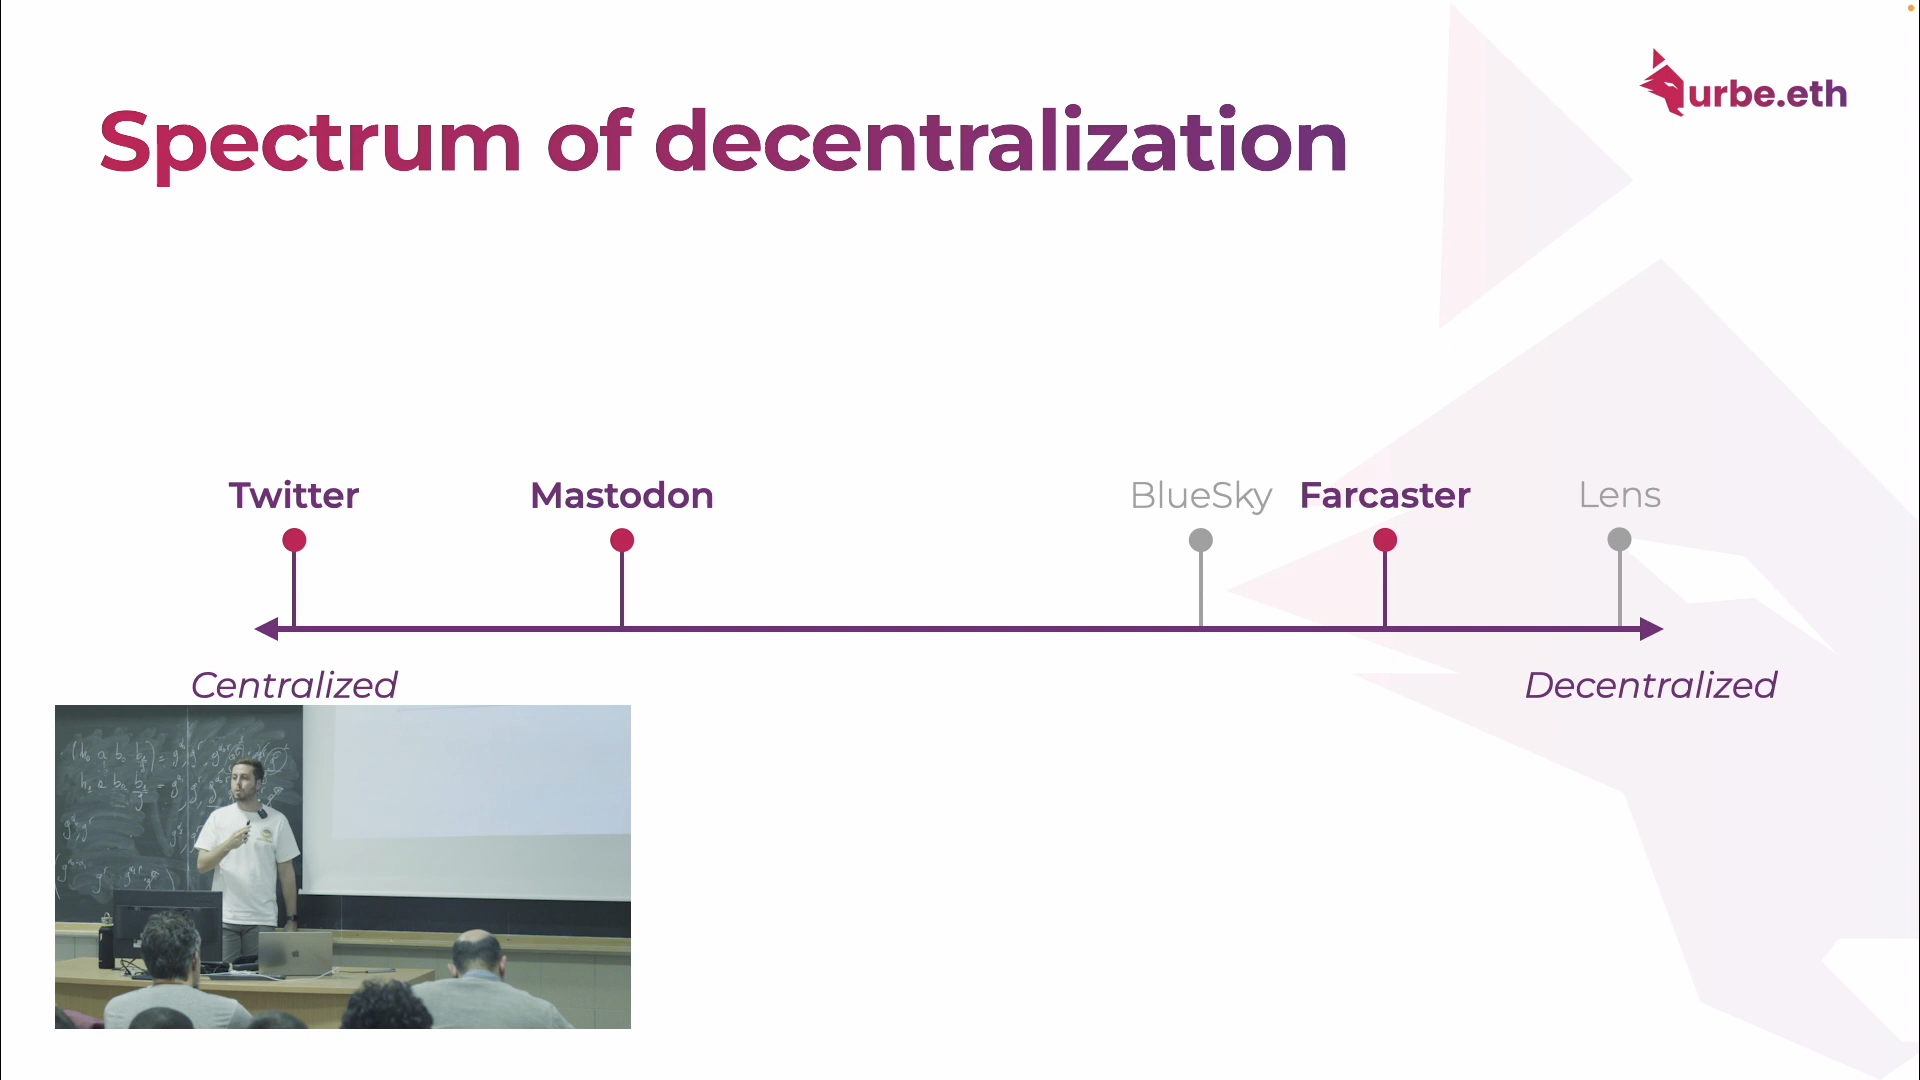 urbe.eth
Spectrum of decentralization
Twitter
Mastodon
BlueSky
Farcaster
Lens
Centralized
Decentralized